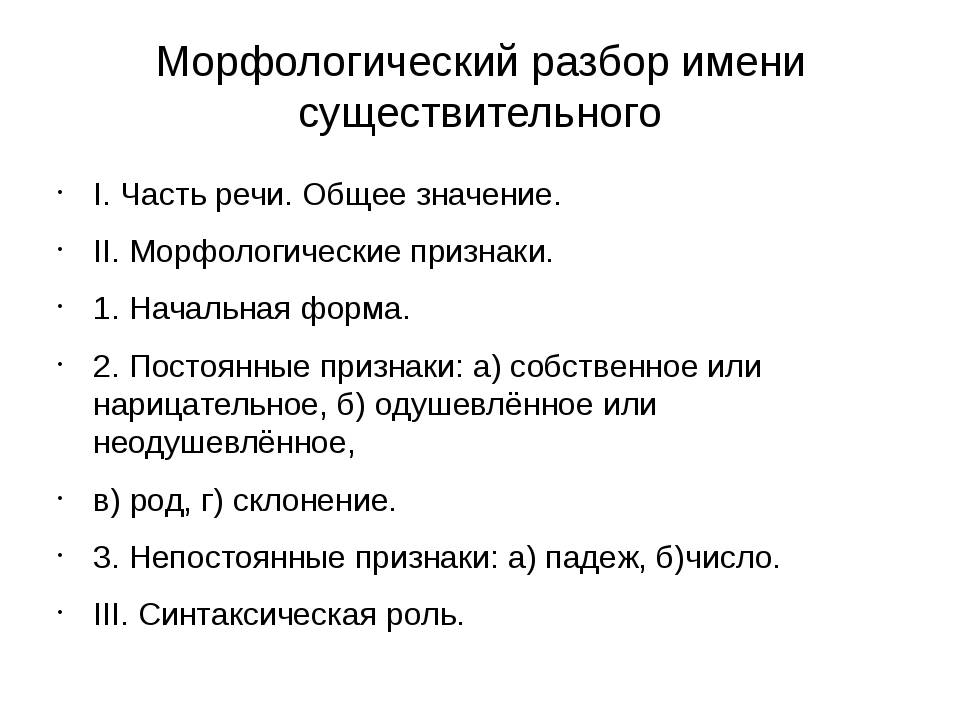 Морфологический разбор имени
существительного
• I. Часть речи. Общее значение.
• II. Морфологические признаки.
• 1. Начальная форма.
• 2. Постоянные признаки: а) собственное или
нарицательное, б) одушевлённое или
неодушевлённое,
• в) род, г) склонение.
• 3. Непостоянные признаки: а) падеж, б)число.
• III. Синтаксическая роль.